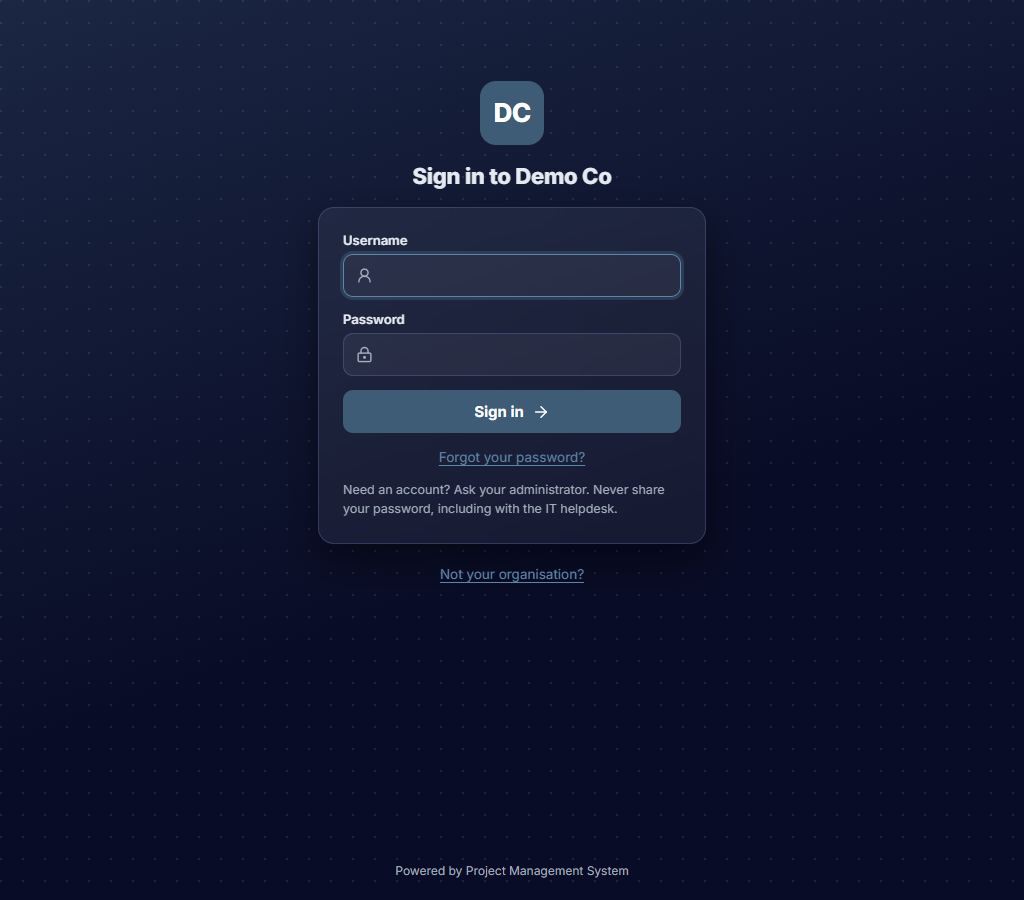 DC
Sign in to Demo Co
Username
Password
Sign in
Forgot your password?
Need an account? Ask your administrator. Never share
your password, including with the IT helpdesk.
Not your organisation?
Powered by Project Management System